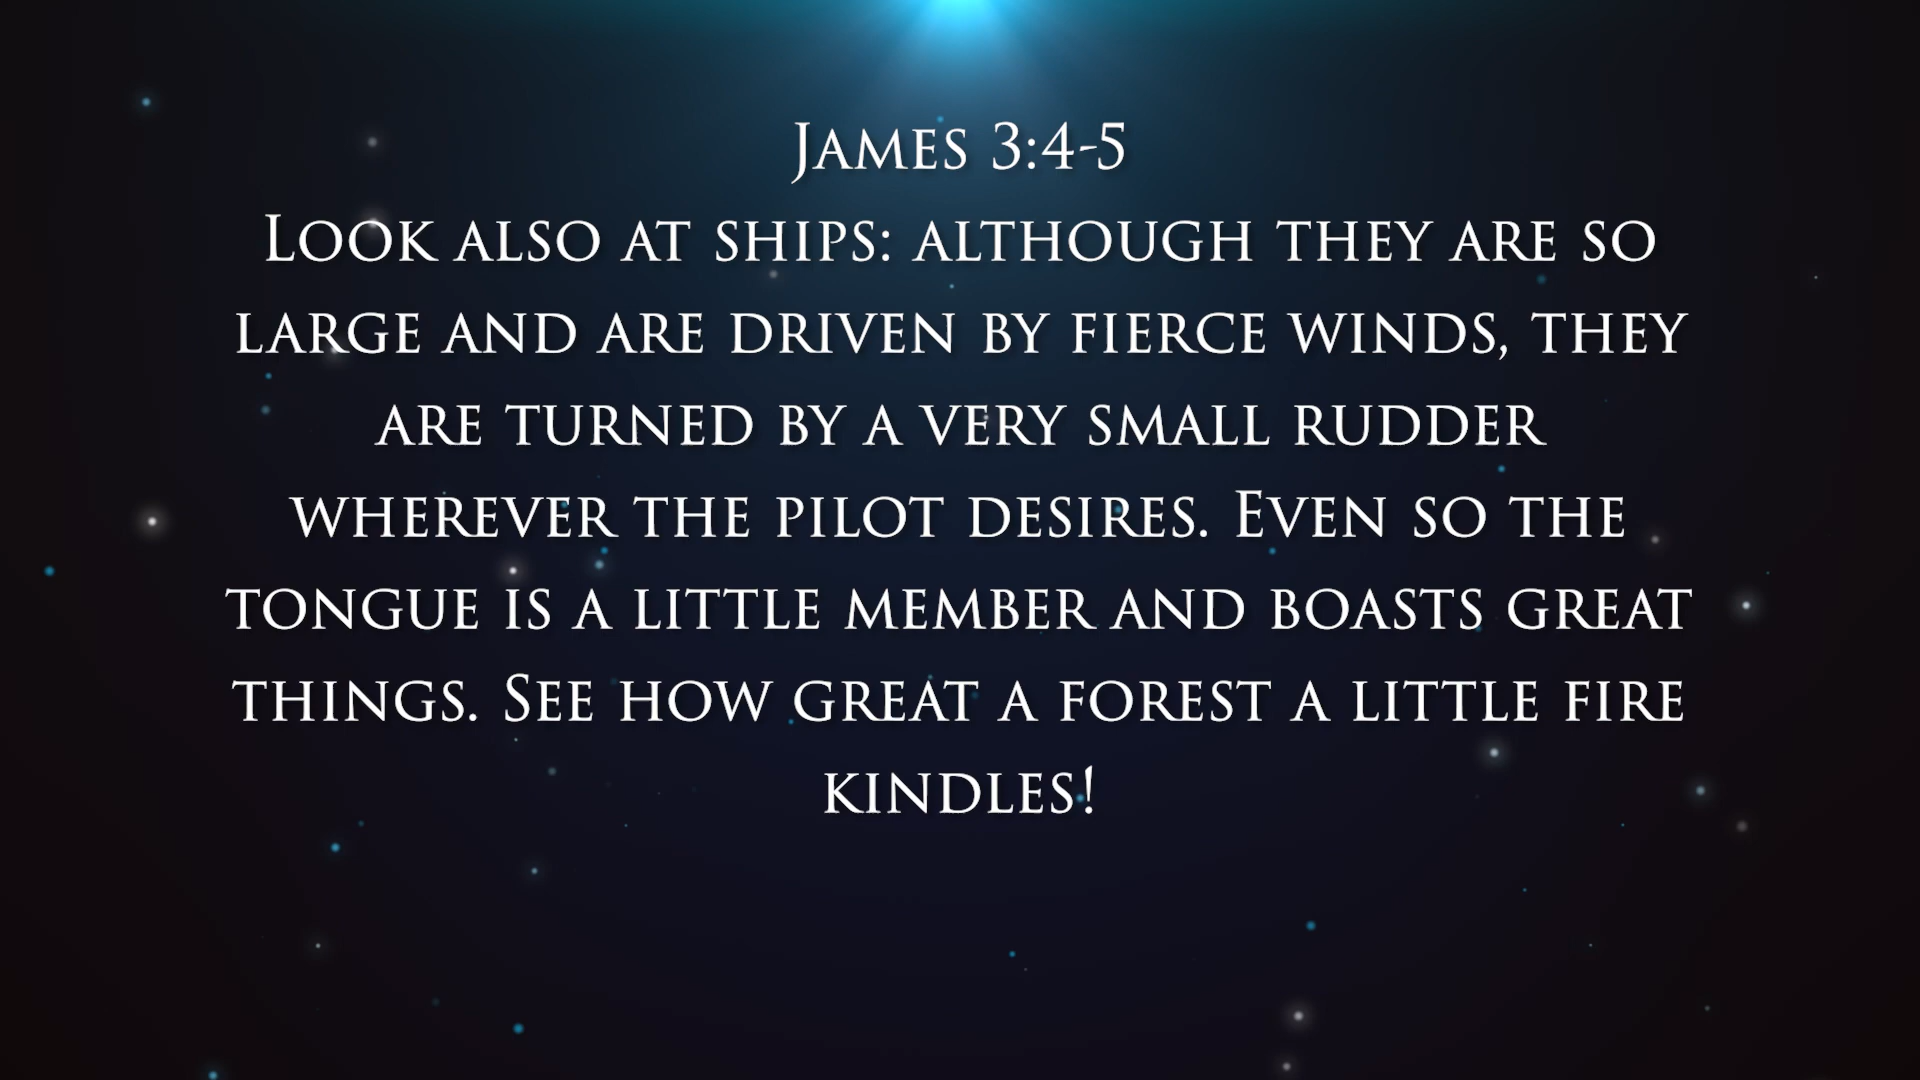 James 3:4-5
Look also at ships: although they are so
large and are driven by fierce winds, they
are turned by a very small rudder
wherever the pilot desires. Even so the
tongue is a little member and boasts great
things. See how great a forest a little fire
kindles!